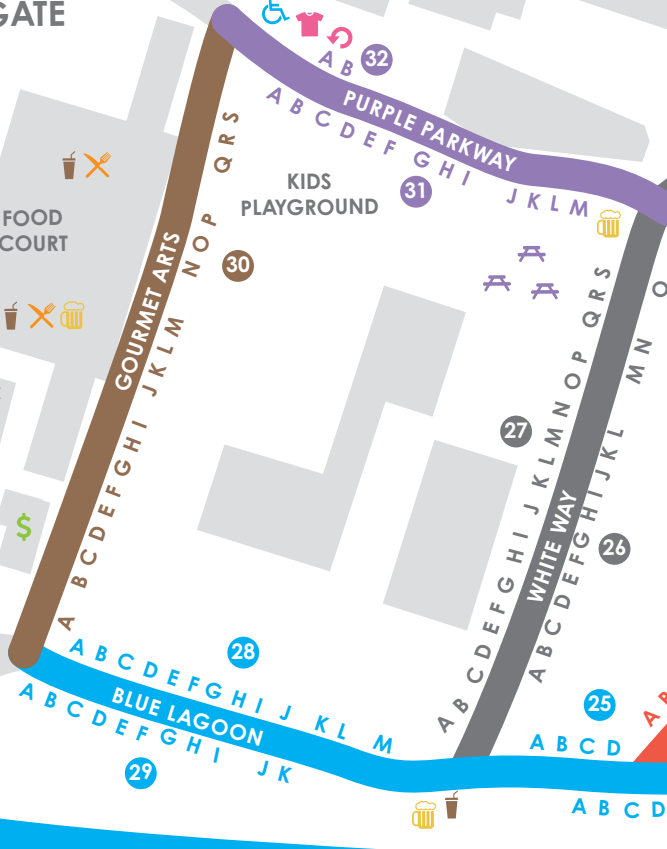 GATE
A B 32
A B C D E F G H I J K L M
PURPLE PARKWAY
31
KIDS
PLAYGROUND
FOOD
COURT
GOURMET ARTS
A B C D E F G H I J K L M N O P Q R S
30
$
27
A B C D E F G H I J K L M N O P Q R S
WHITE WAY
A B C D E F G H I J K L M N
26
28
A B C D E F G H I J K L M
BLUE LAGOON
A B C D E F G H I J K
29
25
A B C D
A B C D
A